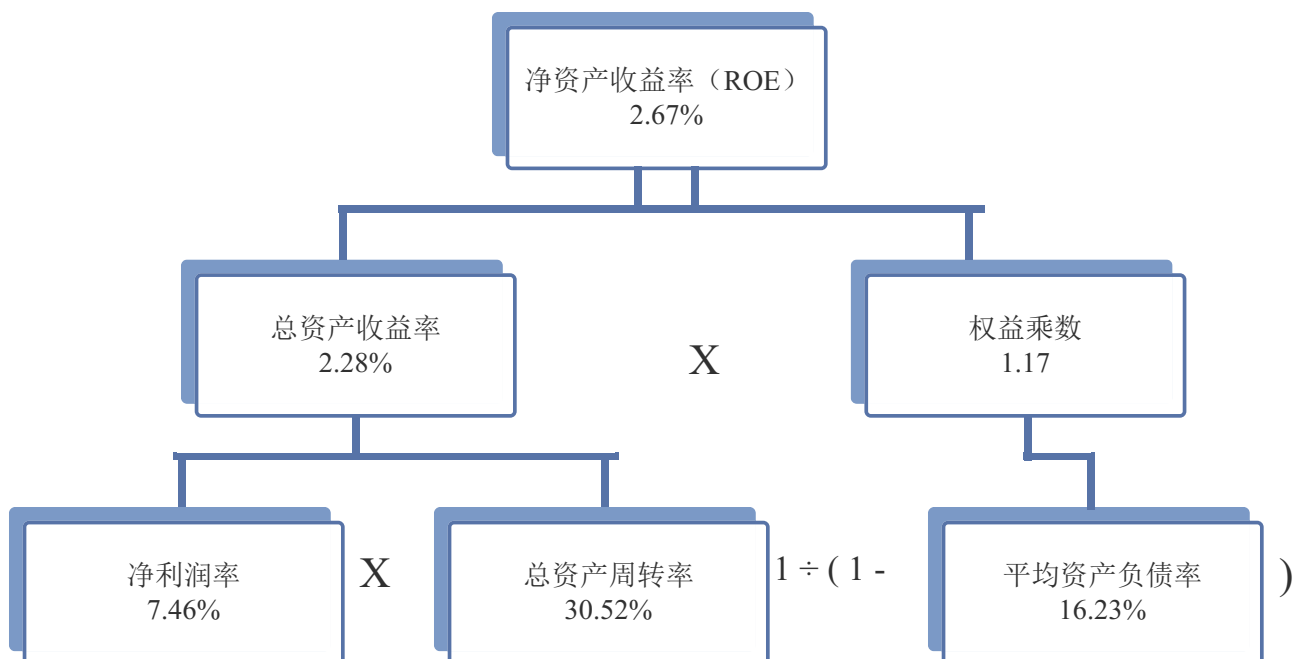 净资产收益率（ROE）
2.67%
总资产收益率
2.28%
X
权益乘数
1.17
净利润率
7.46%
X
总资产周转率
30.52%
1 ÷ ( 1 -
平均资产负债率
16.23%
)